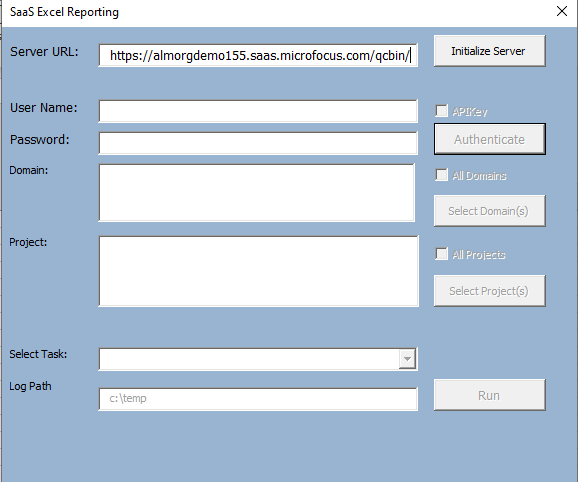 SaaS Excel Reporting
Server URL: https://almorgdemo155.saas.microfocus.com/qcbin/ Initialize Server
User Name: APIKey
Password: Authenticate
Domain: All Domains
Select Domain(s)
Project: All Projects
Select Project(s)
Select Task:
Log Path c:\temp Run